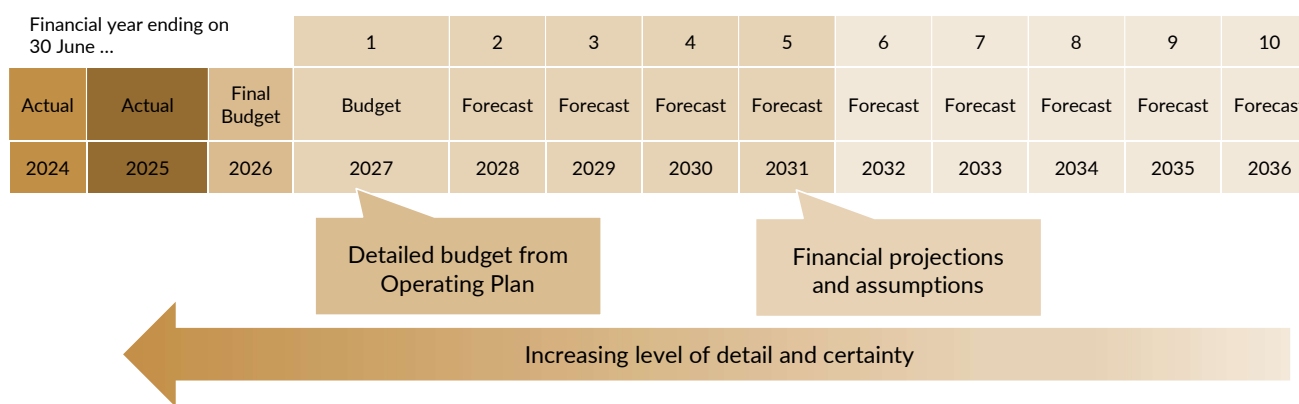 Financial year ending on
30 June ...
1 2 3 4 5 6 7 8 9 10
Actual Actual Final Budget Budget Forecast Forecast Forecast Forecast Forecast Forecast Forecast Forecast Forecas
2024 2025 2026 2027 2028 2029 2030 2031 2032 2033 2034 2035 2036
Detailed budget from
Operating Plan
Financial projections
and assumptions
Increasing level of detail and certainty